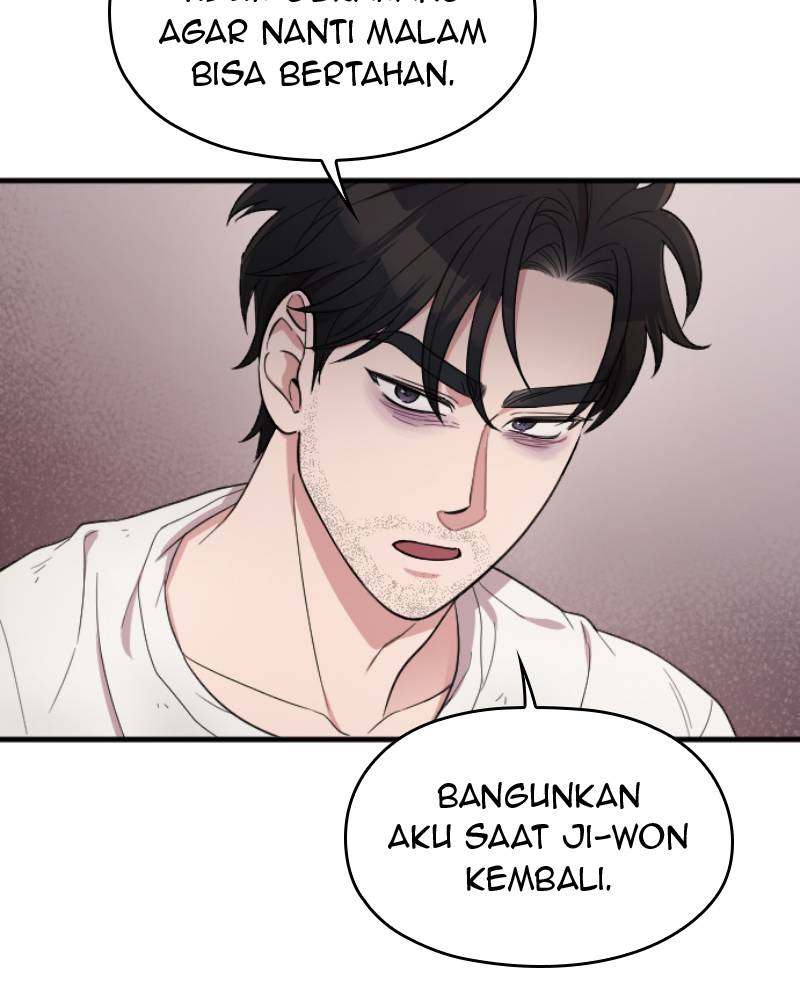 AGAR NANTI MALAM
BISA BERTAHAN.
BANGUNKAN
AKU SAAT JI-WON
KEMBALI.